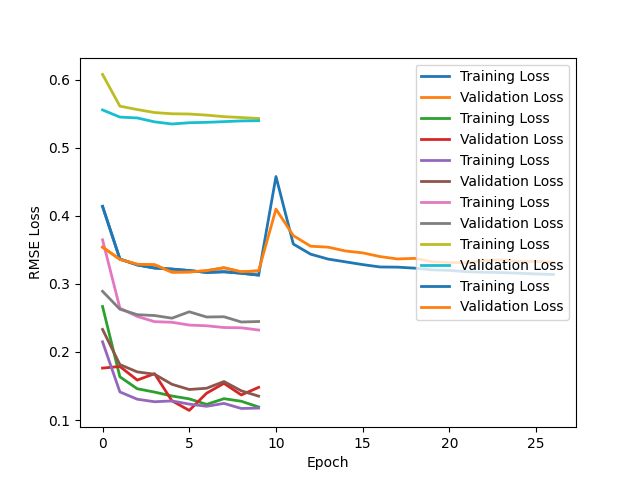 0.6
0.5
0.4
0.3
0.2
0.1
RMSE Loss
0
5
10
15
20
25
Epoch
Training Loss
Validation Loss
Training Loss
Validation Loss
Training Loss
Validation Loss
Training Loss
Validation Loss
Training Loss
Validation Loss
Training Loss
Validation Loss